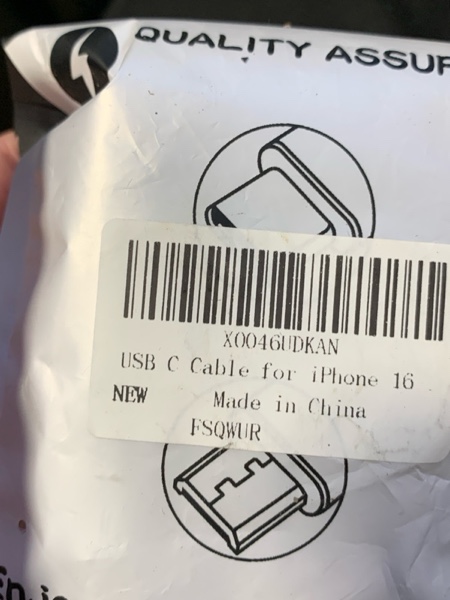 QUALITY ASSUR
X0046UDKAN
USB C Cable for iPhone 16
NEW
Made in China
FSQWUR